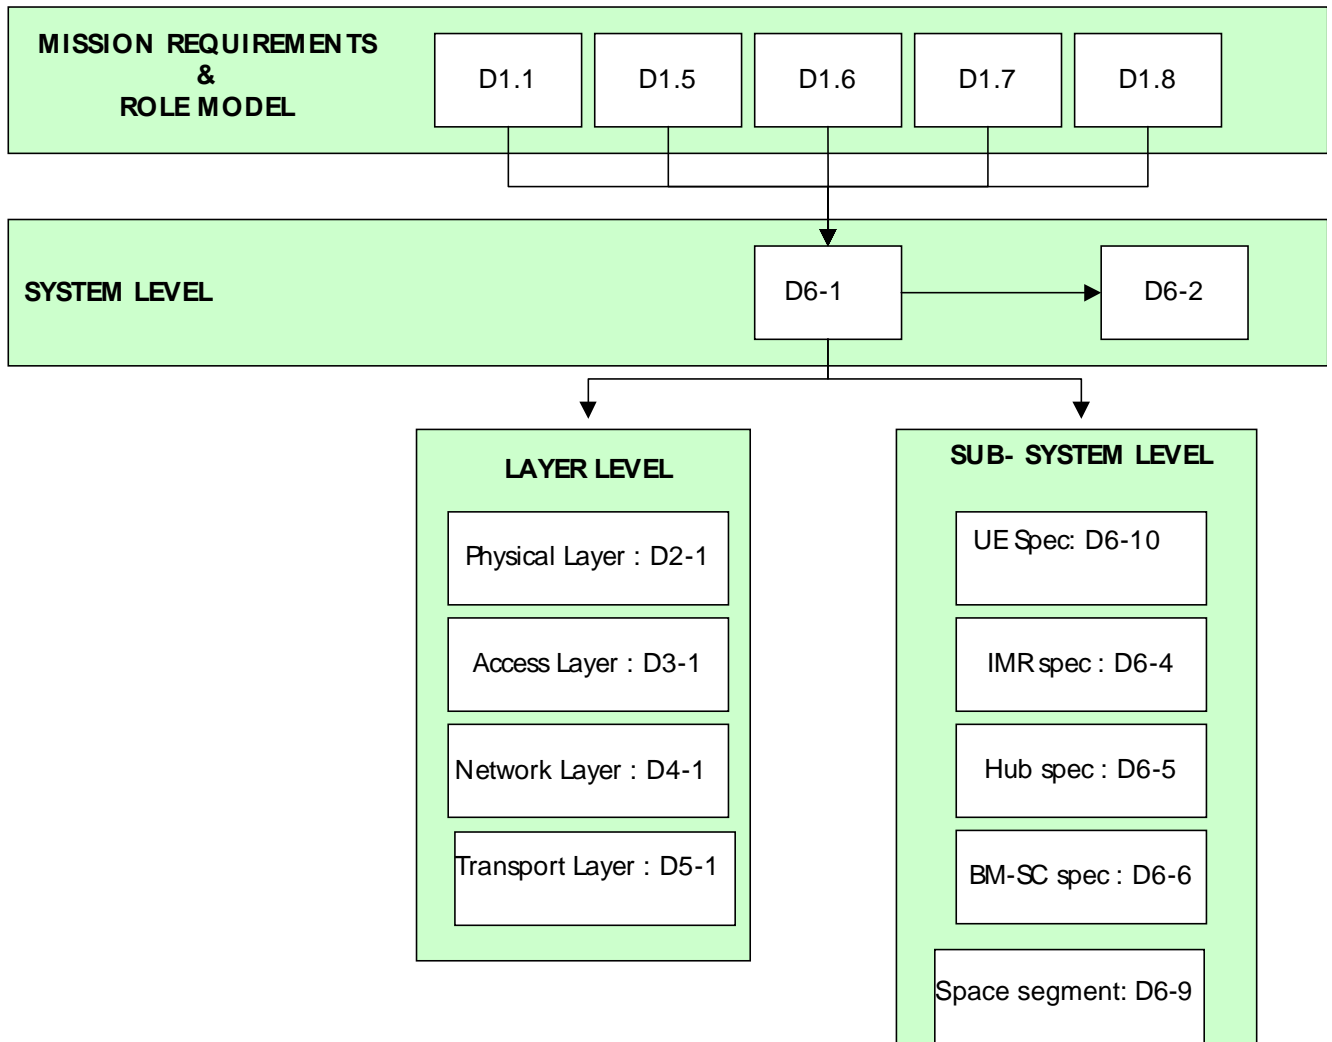 MISSION REQUIREMENTS
&
ROLE MODEL
D1.1
D1.5
D1.6
D1.7
D1.8
SYSTEM LEVEL
D6-1
D6-2
LAYER LEVEL
Physical Layer : D2-1
Access Layer : D3-1
Network Layer : D4-1
Transport Layer : D5-1
SUB- SYSTEM LEVEL
UE Spec: D6-10
IMR spec : D6-4
Hub spec : D6-5
BM-SC spec : D6-6
Space segment: D6-9